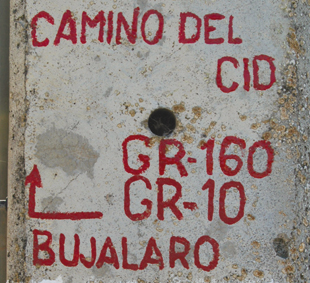 CAMINO DEL
CID
GR-160
GR-10
BUJALARO